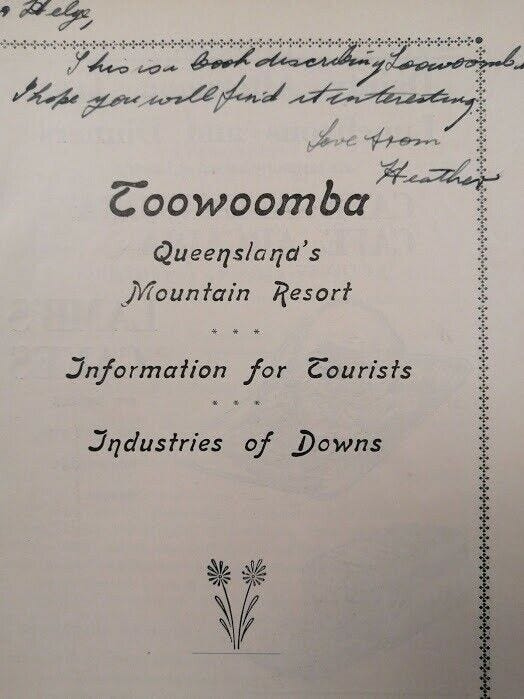 Helge,
This is a book describing Toowoomba
I hope you will find it interesting
Love from
Heather
Toowoomba
Queensland's
Mountain Resort
* * *
Information for Tourists
* * *
Industries of Downs